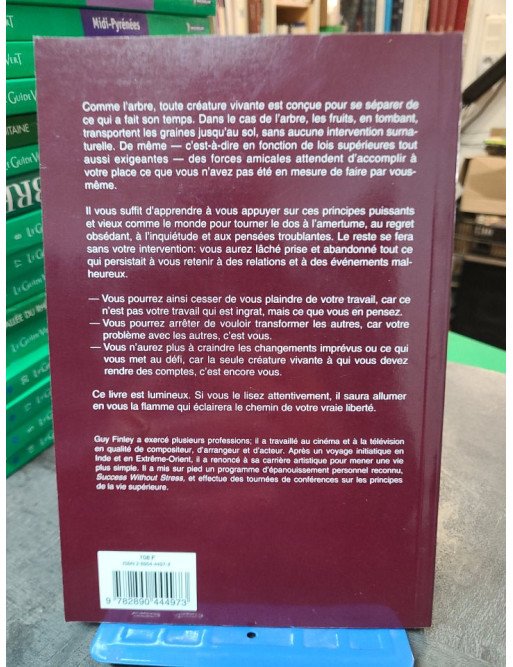 Midi-Pyrénées
Comme l'arbre, toute créature vivante est conçue pour se séparer de
ce qui a fait son temps. Dans le cas de l'arbre, les fruits, en tombant,
transportent les graines jusqu'au sol, sans aucune intervention surna-
turelle. De même — c'est-à-dire en fonction de lois supérieures tout
aussi exigeantes — des forces amicales attendent d'accomplir à
votre place ce que vous n'avez pas été en mesure de faire par vous-
même.
Il vous suffit d'apprendre à vous appuyer sur ces principes puissants
et vieux comme le monde pour tourner le dos à l'amertume, au regret
obsédant, à l'inquiétude et aux pensées troublantes. Le reste se fera
sans votre intervention: vous aurez lâché prise et abandonné tout ce
qui persistait à vous retenir à des relations et à des événements mal-
heureux.
— Vous pourrez ainsi cesser de vous plaindre de votre travail, car ce
n'est pas votre travail qui est ingrat, mais ce que vous en pensez.
— Vous pourrez arrêter de vouloir transformer les autres, car votre
problème avec les autres, c'est vous.
— Vous n'aurez plus à craindre les changements imprévus ou ce qui
vous met au défi, car la seule créature vivante à qui vous devez
rendre des comptes, c'est encore vous.
Ce livre est lumineux. Si vous le lisez attentivement, il saura allumer
en vous la flamme qui éclairera le chemin de votre vraie liberté.
Guy Finley a exercé plusieurs professions; il a travaillé au cinéma et à la télévision
en qualité de compositeur, d'arrangeur et d'acteur. Après un voyage initiatique en
Inde et en Extrême-Orient, il a renoncé à sa carrière artistique pour mener une vie
plus simple. Il a mis sur pied un programme d'épanouissement personnel reconnu,
Success Without Stress, et effectue des tournées de conférences sur les principes
de la vie supérieure.
108 F
ISBN 2-8904-4497-3
9 782890 444973